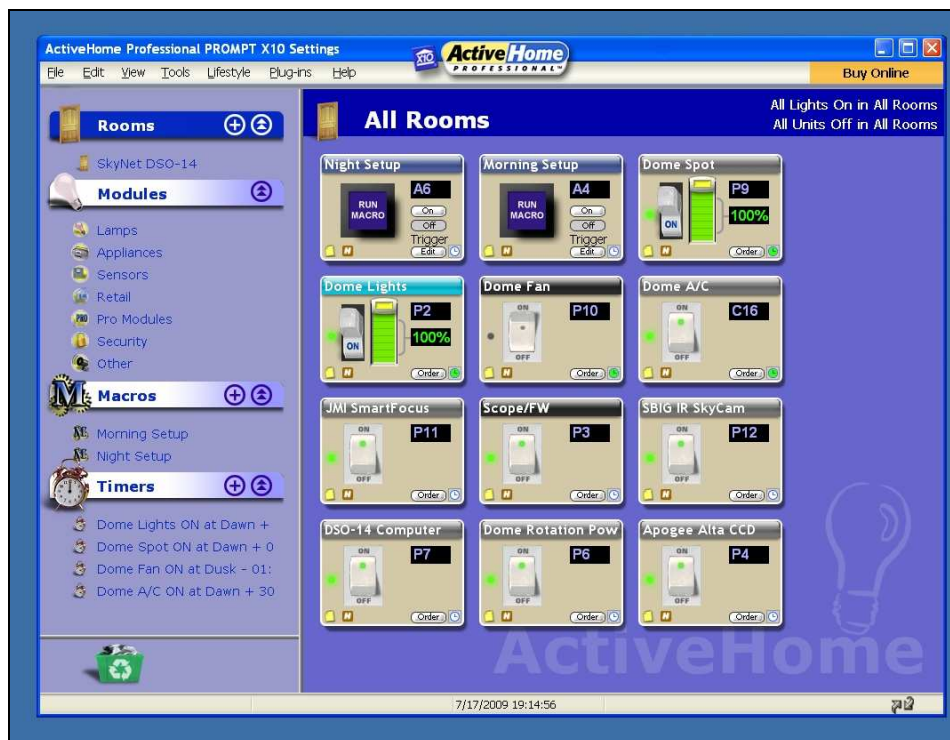 ActiveHome Professional PROMPT X10 Settings
X10 ActiveHome
PROFESSIONAL
File Edit View Tools Lifestyle Plug-ins Help
Buy Online
Rooms
SkyNet DSO-14
Modules
Lamps
Appliances
Sensors
Retail
PRO Pro Modules
Security
Other
M Macros
Morning Setup
Night Setup
Timers
Dome Lights ON at Dawn +
Dome Spot ON at Dawn + 0
Dome Fan ON at Dusk - 01:
Dome A/C ON at Dawn + 30
All Rooms
All Lights On in All Rooms
All Units Off in All Rooms
Night Setup
RUN MACRO
A6
On
Off
Trigger
Edit
Morning Setup
RUN MACRO
A4
On
Off
Trigger
Edit
Dome Spot
ON
P9
100%
Order
Dome Lights
ON
P2
100%
Order
Dome Fan
ON
P10
OFF
Order
Dome A/C
ON
C16
OFF
Order
JMI SmartFocus
ON
P11
OFF
Order
Scope/FW
ON
P3
OFF
Order
SBIG IR SkyCam
ON
P12
OFF
Order
DSO-14 Computer
ON
P7
OFF
Order
Dome Rotation Pow
ON
P6
OFF
Order
Apogee Alta CCD
ON
P4
OFF
Order
ActiveHome
7/17/2009 19:14:56